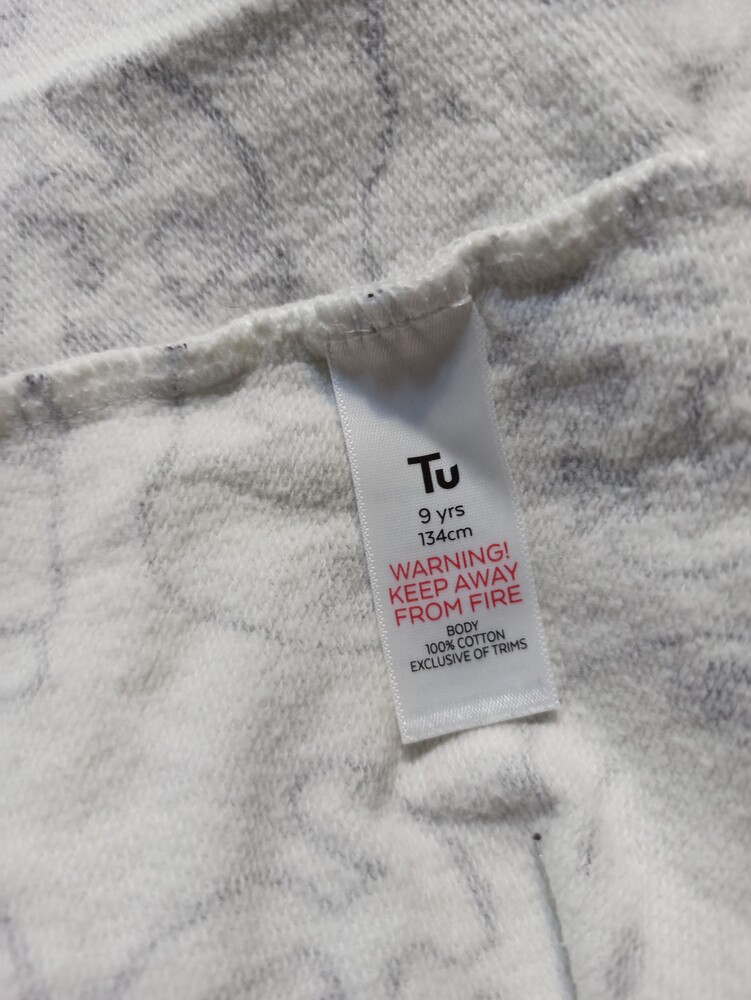 Tu
9 yrs
134cm
WARNING!
KEEP AWAY
FROM FIRE
BODY
100% COTTON
EXCLUSIVE OF TRIMS